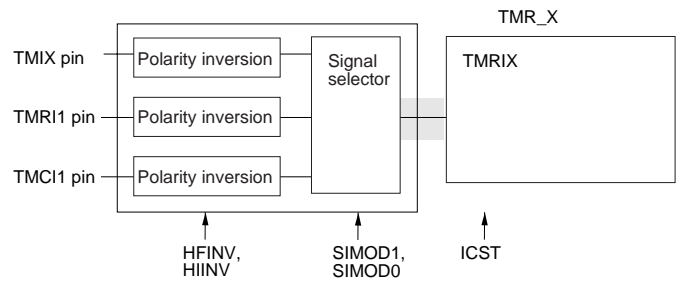 TMR_X
TMIX pin
Polarity inversion
Signal
selector
TMRIX
TMRI1 pin
Polarity inversion
TMCI1 pin
Polarity inversion
HFINV,
HIINV
SIMOD1,
SIMOD0
ICST